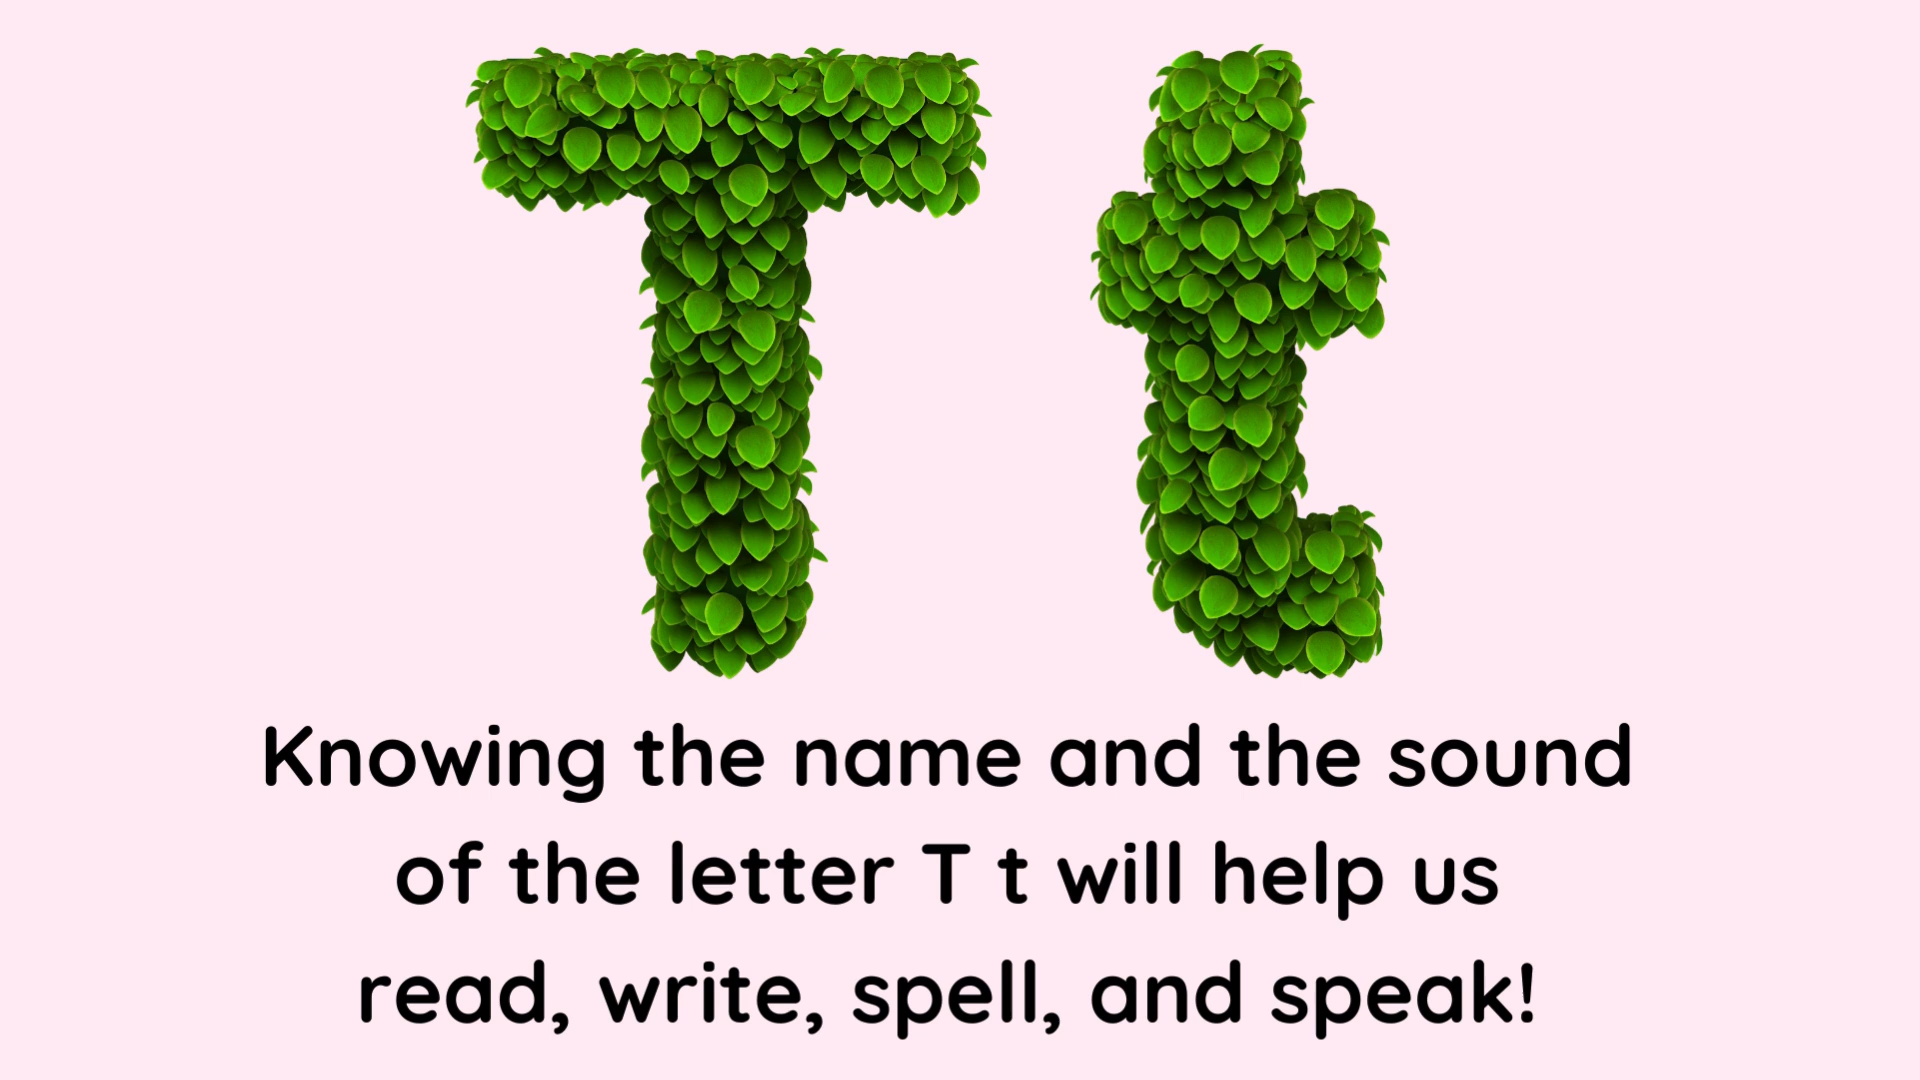 T t
Knowing the name and the sound
of the letter T t will help us
read, write, spell, and speak!